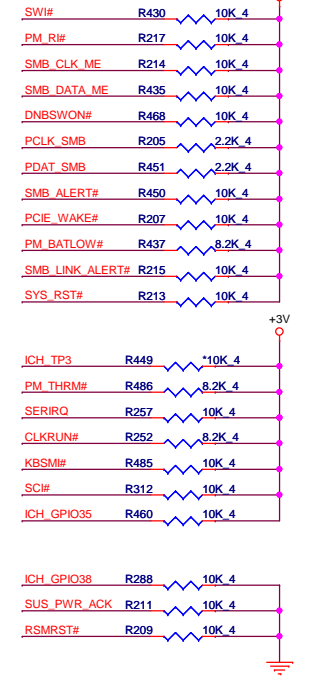 SWI# R430 10K_4
PM_RI# R217 10K_4
SMB_CLK_ME R214 10K_4
SMB_DATA_ME R435 10K_4
DNBSWON# R468 10K_4
PCLK_SMB R205 2.2K_4
PDAT_SMB R451 2.2K_4
SMB_ALERT# R450 10K_4
PCIE_WAKE# R207 10K_4
PM_BATLOW# R437 8.2K_4
SMB_LINK_ALERT# R215 10K_4
SYS_RST# R213 10K_4
+3V
ICH_TP3 R449 *10K_4
PM_THRM# R486 8.2K_4
SERIRQ R257 10K_4
CLKRUN# R252 8.2K_4
KBSMI# R485 10K_4
SCI# R312 10K_4
ICH_GPIO35 R460 10K_4
ICH_GPIO38 R288 10K_4
SUS_PWR_ACK R211 10K_4
RSMRST# R209 10K_4